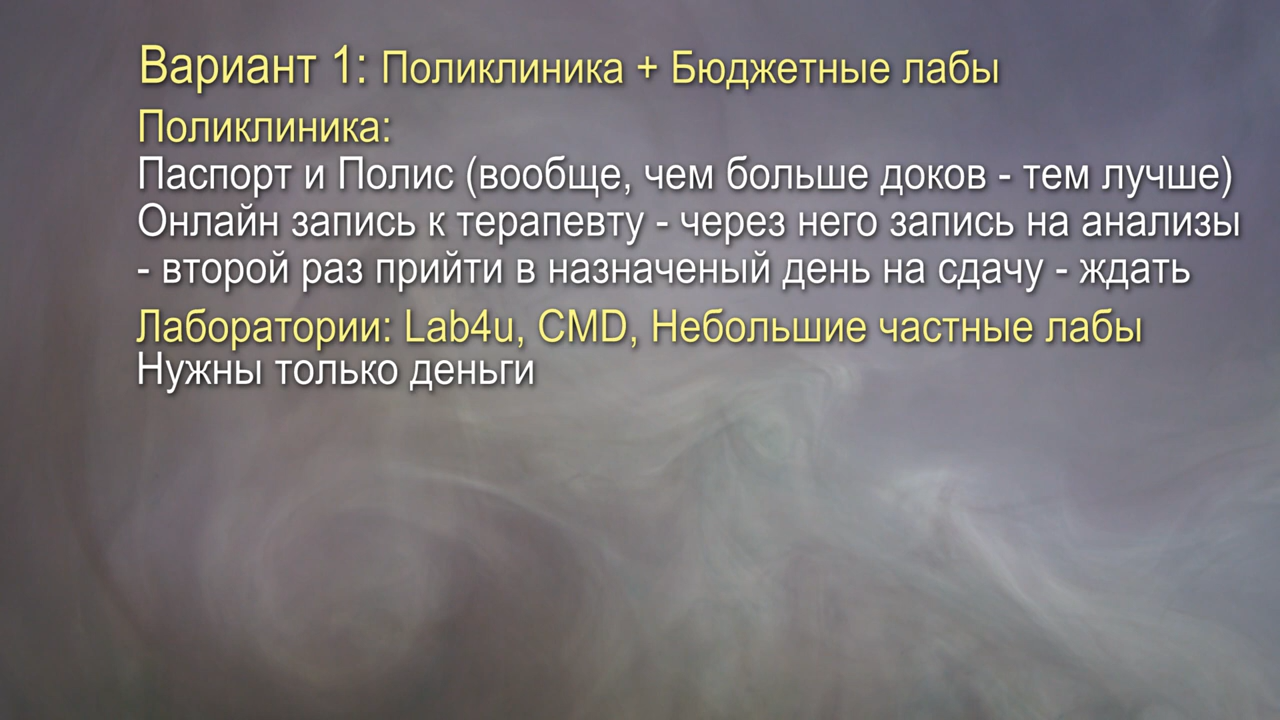 Вариант 1: Поликлиника + Бюджетные лабы
Поликлиника:
Паспорт и Полис (вообще, чем больше доков - тем лучше)
Онлайн запись к терапевту - через него запись на анализы
- второй раз прийти в назначеный день на сдачу - ждать
Лаборатории: Lab4u, CMD, Небольшие частные лабы
Нужны только деньги